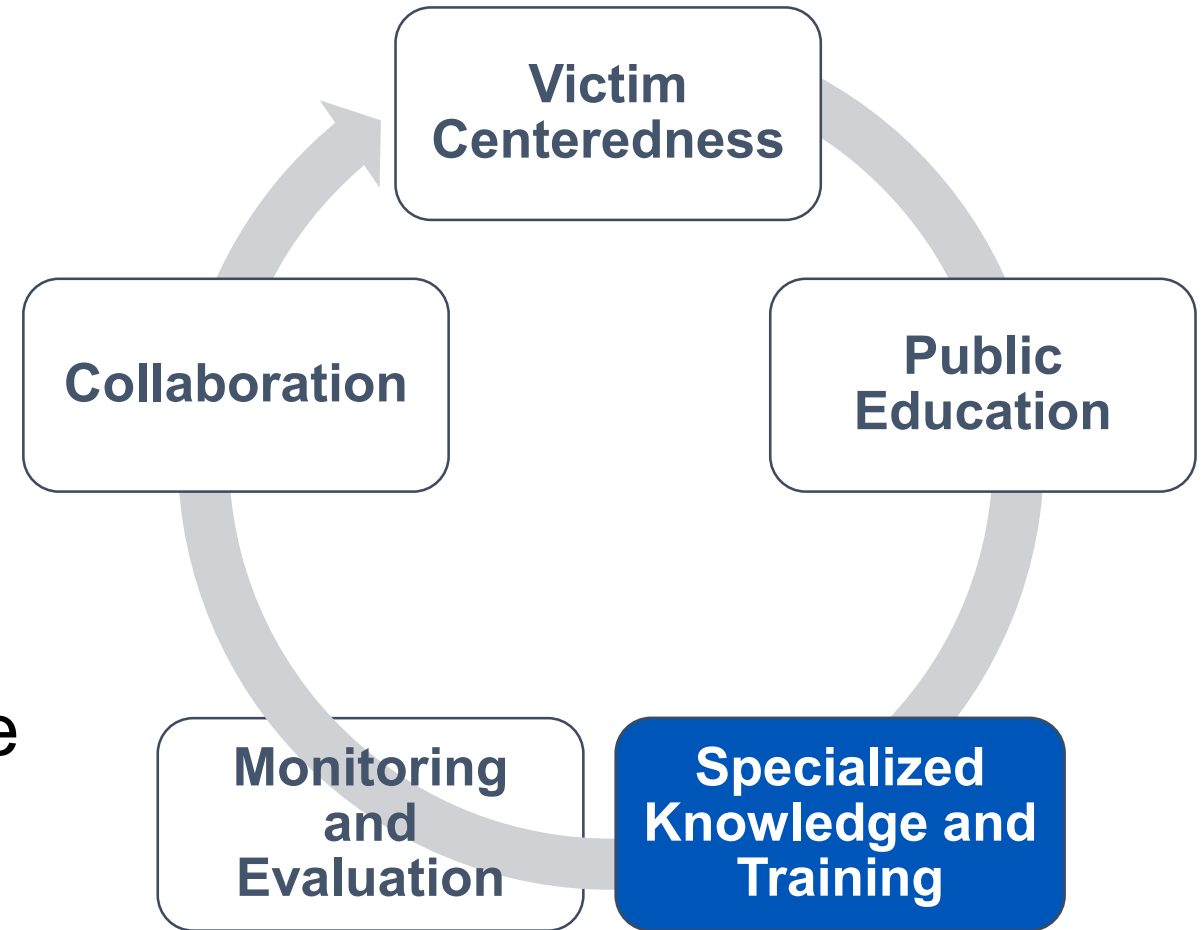 Victim
Centeredness
Public
Education
Specialized
Knowledge and
Training
Monitoring
and
Evaluation
Collaboration
e